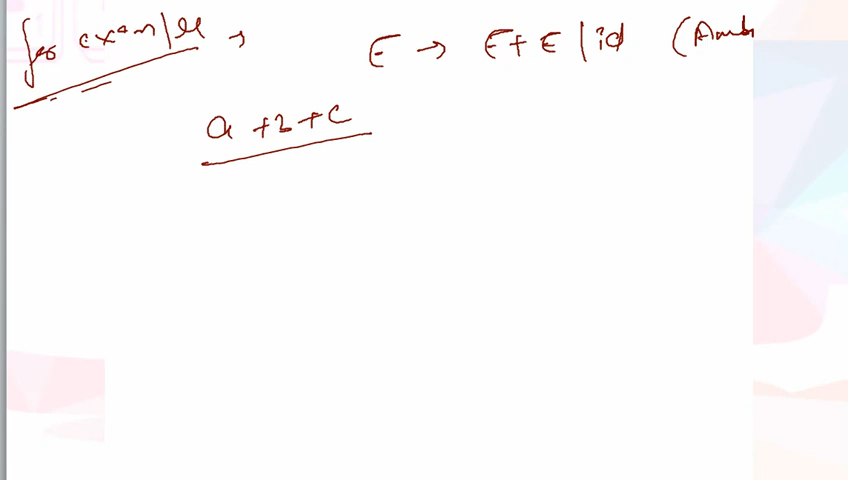 for example → E → E + E | id (Amb
a + b + c